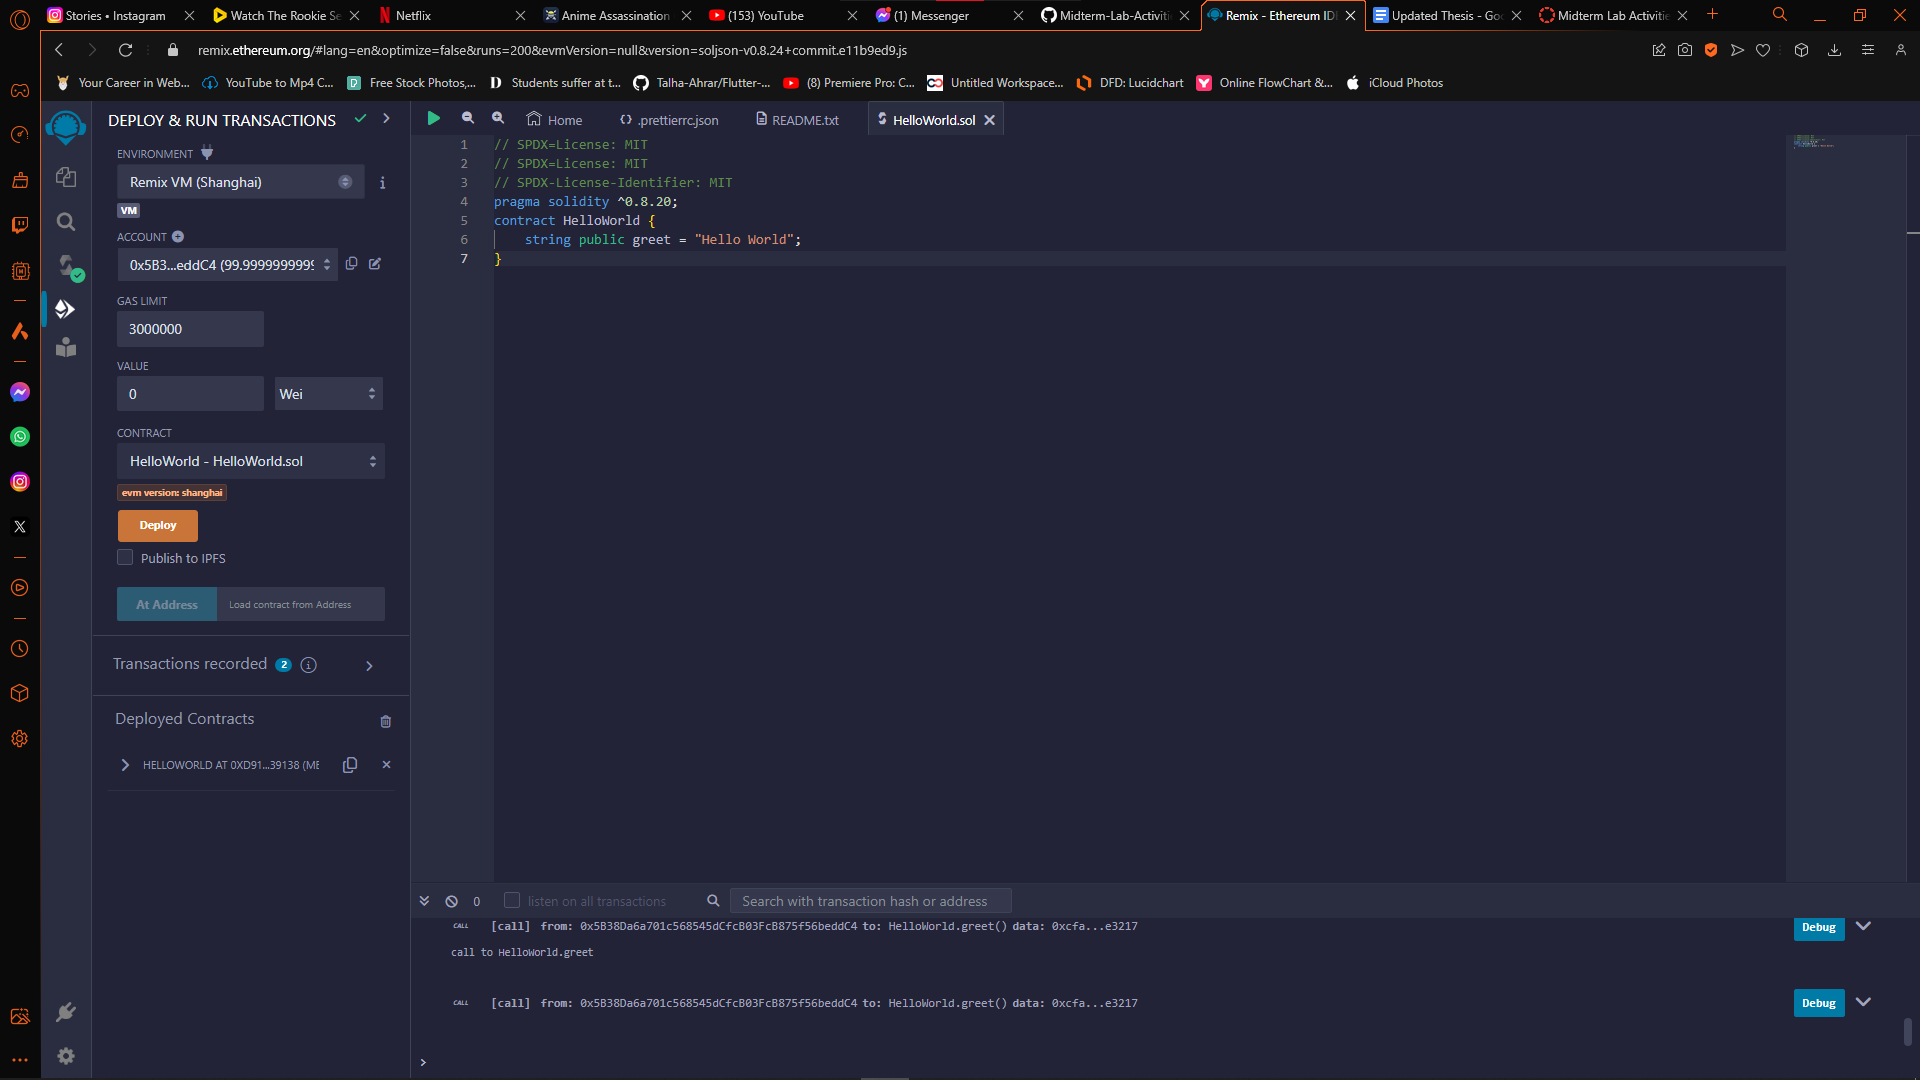 Stories • Instagram
Watch The Rookie Se
Netflix
Anime Assassination
(153) YouTube
(1) Messenger
Midterm-Lab-Activiti
Remix - Ethereum IDE
Updated Thesis - Goo
Midterm Lab Activitie
remix.ethereum.org/#lang=en&optimize=false&runs=200&evmVersion=null&version=soljson-v0.8.24+commit.e11b9ed9.js
Your Career in Web...
YouTube to Mp4 C...
Free Stock Photos,...
Students suffer at t...
Talha-Ahrar/Flutter-...
(8) Premiere Pro: C...
Untitled Workspace...
DFD: Lucidchart
Online FlowChart &...
iCloud Photos
DEPLOY & RUN TRANSACTIONS
ENVIRONMENT
Remix VM (Shanghai)
VM
ACCOUNT
0x5B3...eddC4 (99.9999999999
GAS LIMIT
3000000
VALUE
0
Wei
CONTRACT
HelloWorld - HelloWorld.sol
evm version: shanghai
Deploy
Publish to IPFS
At Address
Load contract from Address
Transactions recorded 2
Deployed Contracts
HELLOWORLD AT 0XD91...39138 (ME
Home
.prettierrc.json
README.txt
HelloWorld.sol
1 // SPDX=License: MIT
2 // SPDX=License: MIT
3 // SPDX-License-Identifier: MIT
4 pragma solidity ^0.8.20;
5 contract HelloWorld {
6 string public greet = "Hello World";
7 }
0
listen on all transactions
Search with transaction hash or address
CALL [call] from: 0x5B38Da6a701c568545dCfcB03FcB875f56beddC4 to: HelloWorld.greet() data: 0xcfa...e3217
Debug
call to HelloWorld.greet
CALL [call] from: 0x5B38Da6a701c568545dCfcB03FcB875f56beddC4 to: HelloWorld.greet() data: 0xcfa...e3217
Debug
>